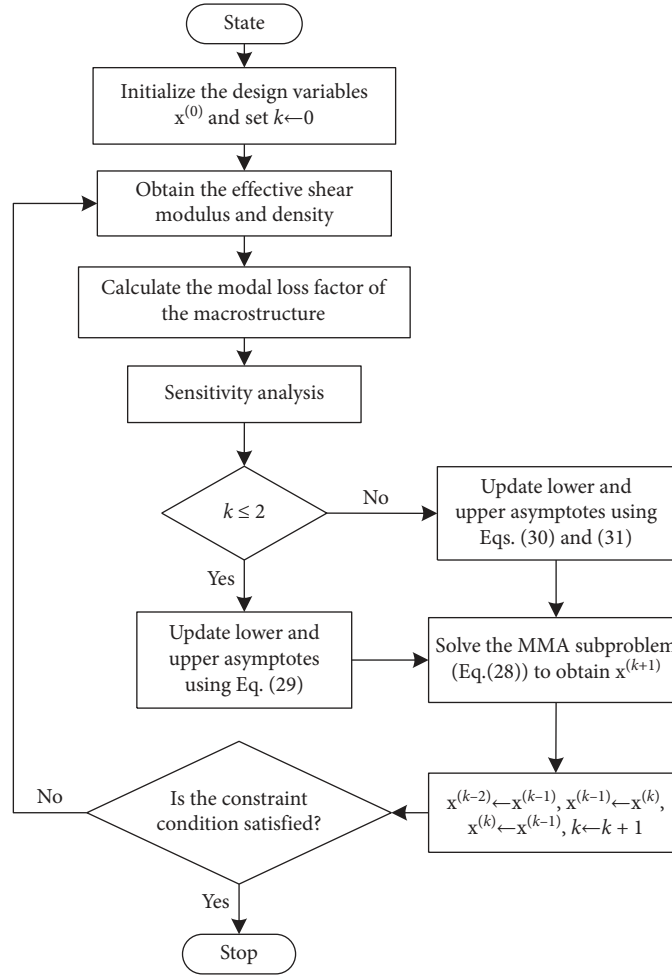 State
Initialize the design variables
x^(0) and set k←0
Obtain the effective shear
modulus and density
Calculate the modal loss factor of
the macrostructure
Sensitivity analysis
k ≤ 2
No
Update lower and
upper asymptotes using
Eqs. (30) and (31)
Yes
Update lower and
upper asymptotes
using Eq. (29)
Solve the MMA subproblem
(Eq.(28)) to obtain x^(k+1)
x^(k–2)←x^(k–1), x^(k–1)←x^(k),
x^(k)←x^(k–1), k←k + 1
Is the constraint
condition satisfied?
No
Yes
Stop